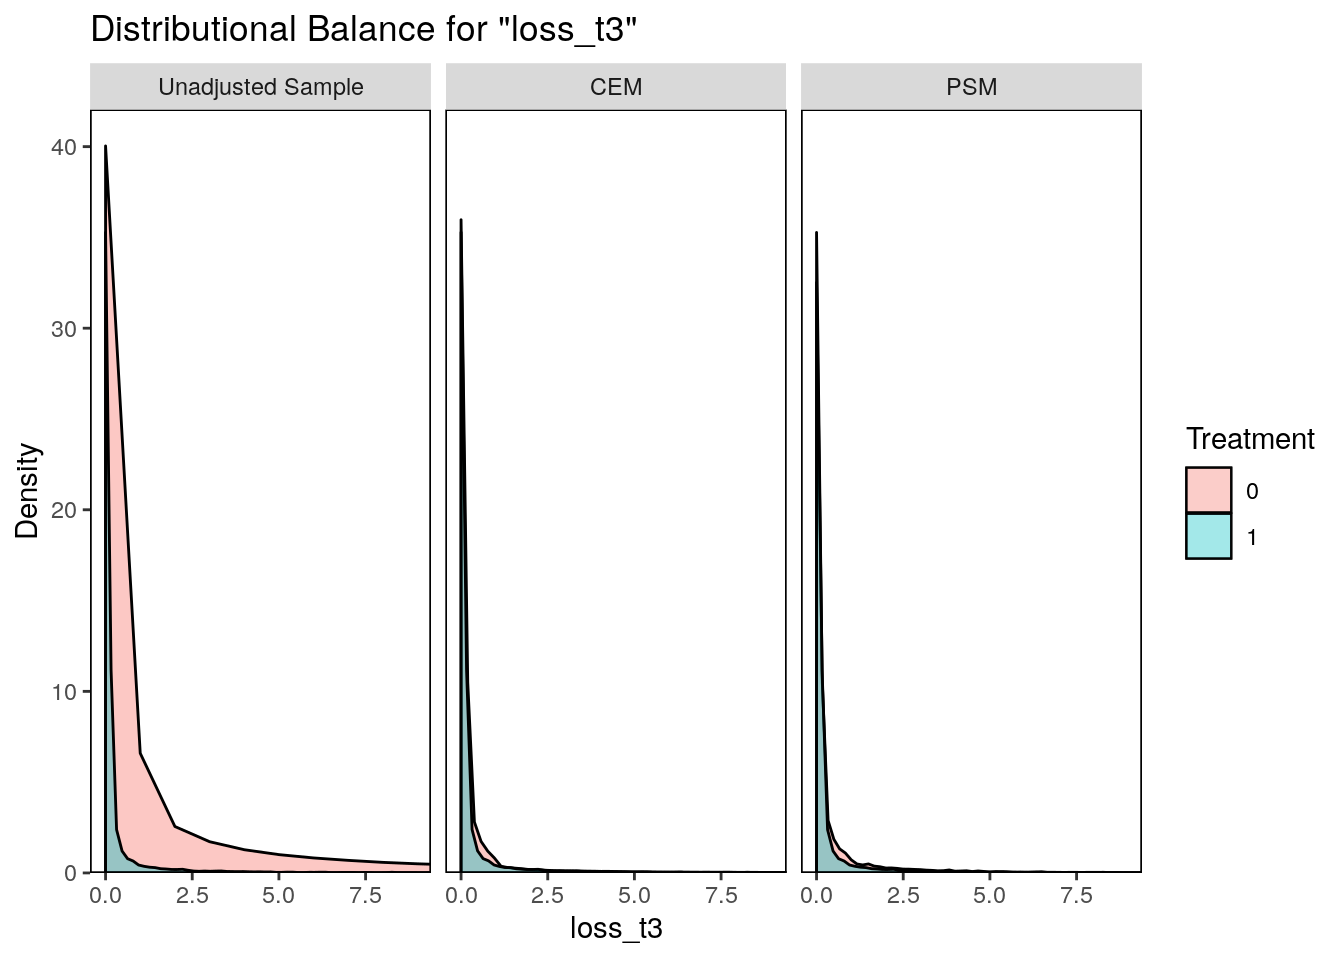 Distributional Balance for "loss_t3"
Unadjusted Sample
CEM
PSM
Density
40
30
20
10
0
0.0 2.5 5.0 7.5
0.0 2.5 5.0 7.5
0.0 2.5 5.0 7.5
loss_t3
Treatment
0
1